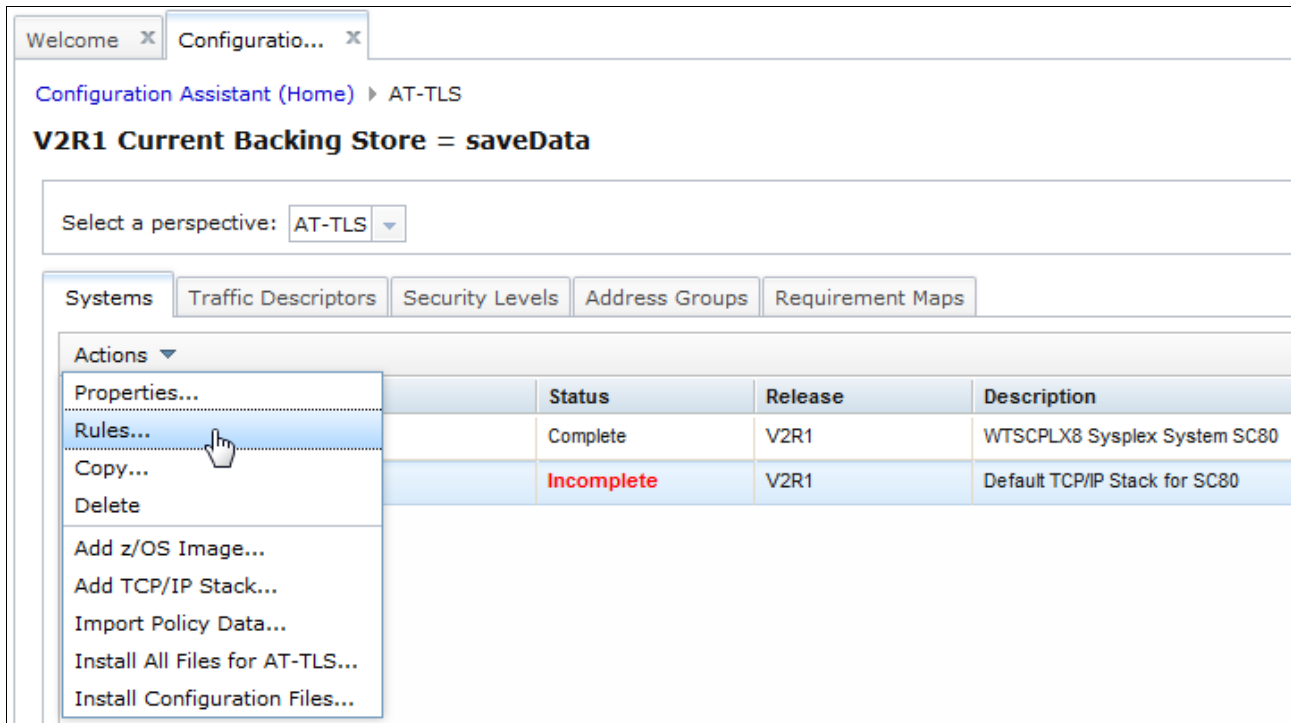 Welcome x Configuratio... x
Configuration Assistant (Home) AT-TLS
V2R1 Current Backing Store = saveData
Select a perspective: AT-TLS
Systems Traffic Descriptors Security Levels Address Groups Requirement Maps
Actions
Status Release Description
Complete V2R1 WTSCPLX8 Sysplex System SC80
Incomplete V2R1 Default TCP/IP Stack for SC80
Properties...
Rules...
Copy...
Delete
Add z/OS Image...
Add TCP/IP Stack...
Import Policy Data...
Install All Files for AT-TLS...
Install Configuration Files...